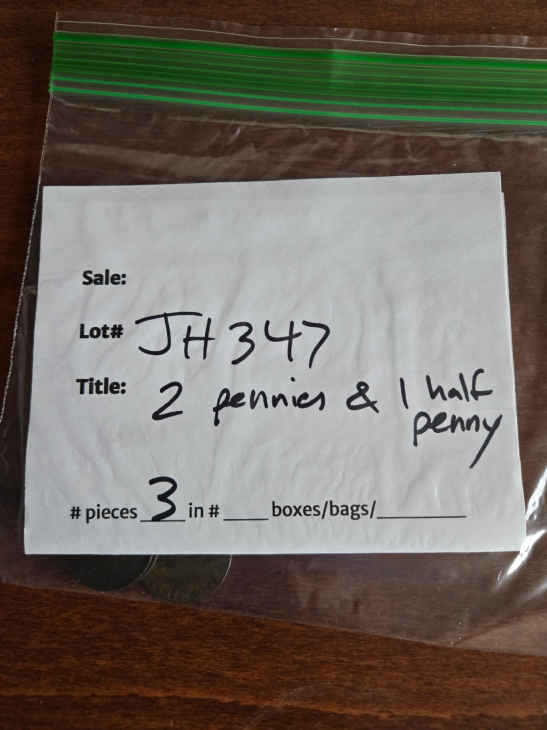 Sale:
Lot# JH347
Title: 2 pennies & 1 half
penny
# pieces 3 in # ____ boxes/bags/________